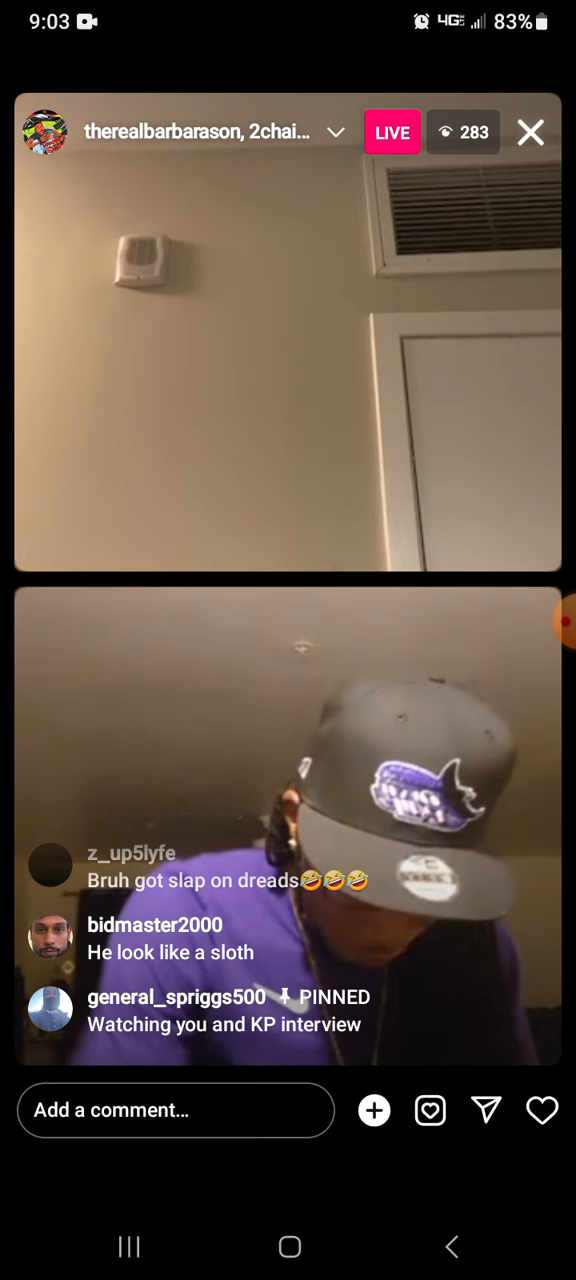 9:03
4GE 83%
therealbarbarason, 2chai...
LIVE
283
z_up5lyfe
Bruh got slap on dreads🤣🤣🤣
bidmaster2000
He look like a sloth
general_spriggs500 PINNED
Watching you and KP interview
Add a comment...